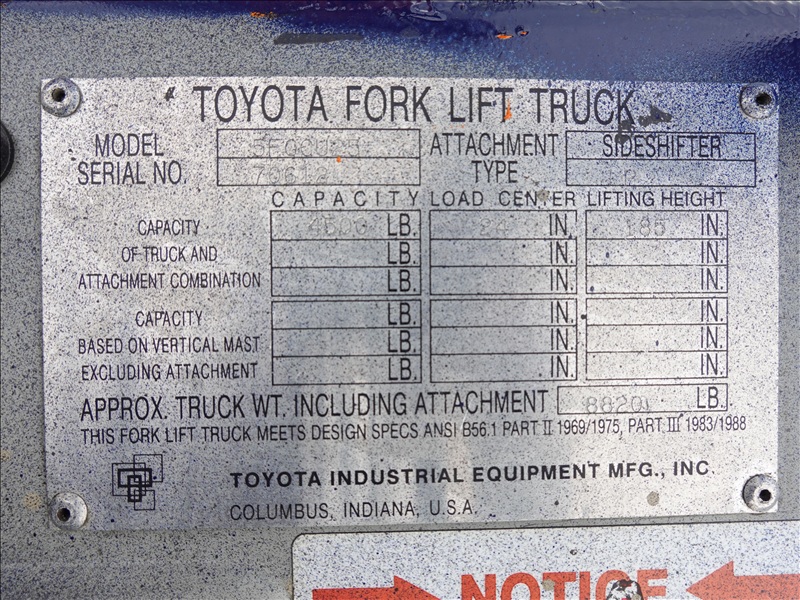 TOYOTA FORK LIFT TRUCK
MODEL ATTACHMENT SIDESHIFTER
SERIAL NO. TYPE
CAPACITY LOAD CENTER LIFTING HEIGHT
CAPACITY LB. 24 IN. 185 IN.
OF TRUCK AND LB. IN. IN.
ATTACHMENT COMBINATION LB. IN. IN.
CAPACITY LB. IN. IN.
BASED ON VERTICAL MAST LB. IN. IN.
EXCLUDING ATTACHMENT LB. IN. IN.
APPROX. TRUCK WT. INCLUDING ATTACHMENT 8820 LB.
THIS FORK LIFT TRUCK MEETS DESIGN SPECS ANSI B56.1 PART II 1969/1975, PART III 1983/1988
TOYOTA INDUSTRIAL EQUIPMENT MFG., INC.
COLUMBUS, INDIANA, U.S.A.
NOTICE